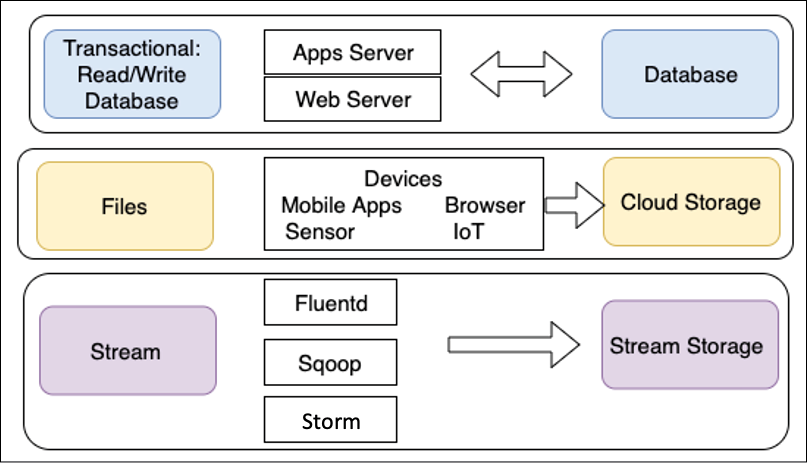 Transactional:
Read/Write
Database
Apps Server
Web Server
Database
Files
Devices
Mobile Apps Browser
Sensor IoT
Cloud Storage
Stream
Fluentd
Sqoop
Storm
Stream Storage